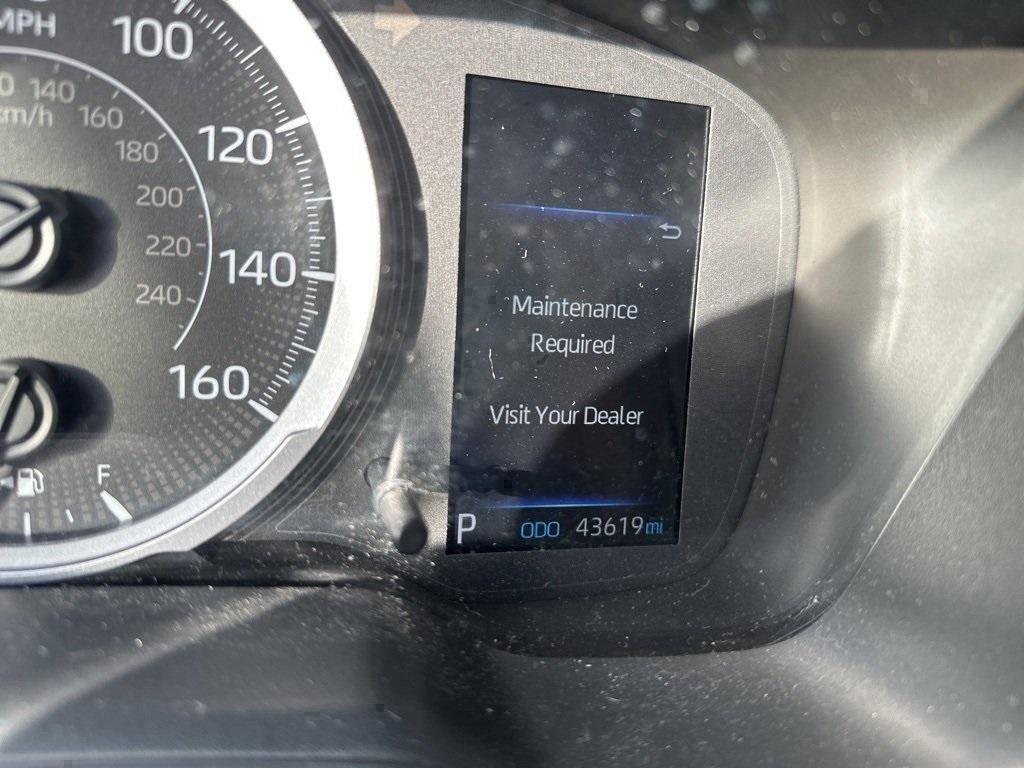 MPH
100
140
km/h
160
120
180
200
220
140
240
160
F
Maintenance
Required
Visit Your Dealer
P ODO 43619 mi